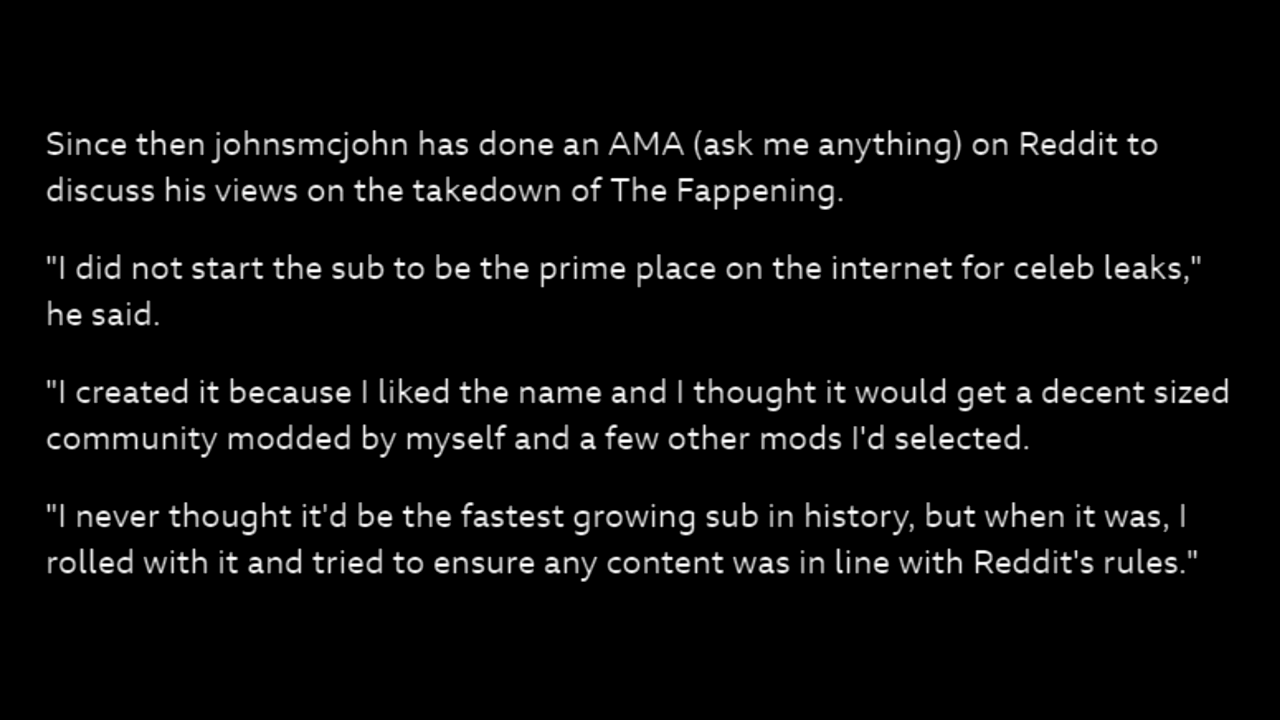 Since then johnsmcjohn has done an AMA (ask me anything) on Reddit to
discuss his views on the takedown of The Fappening.
"I did not start the sub to be the prime place on the internet for celeb leaks,"
he said.
"I created it because I liked the name and I thought it would get a decent sized
community modded by myself and a few other mods I'd selected.
"I never thought it'd be the fastest growing sub in history, but when it was, I
rolled with it and tried to ensure any content was in line with Reddit's rules."